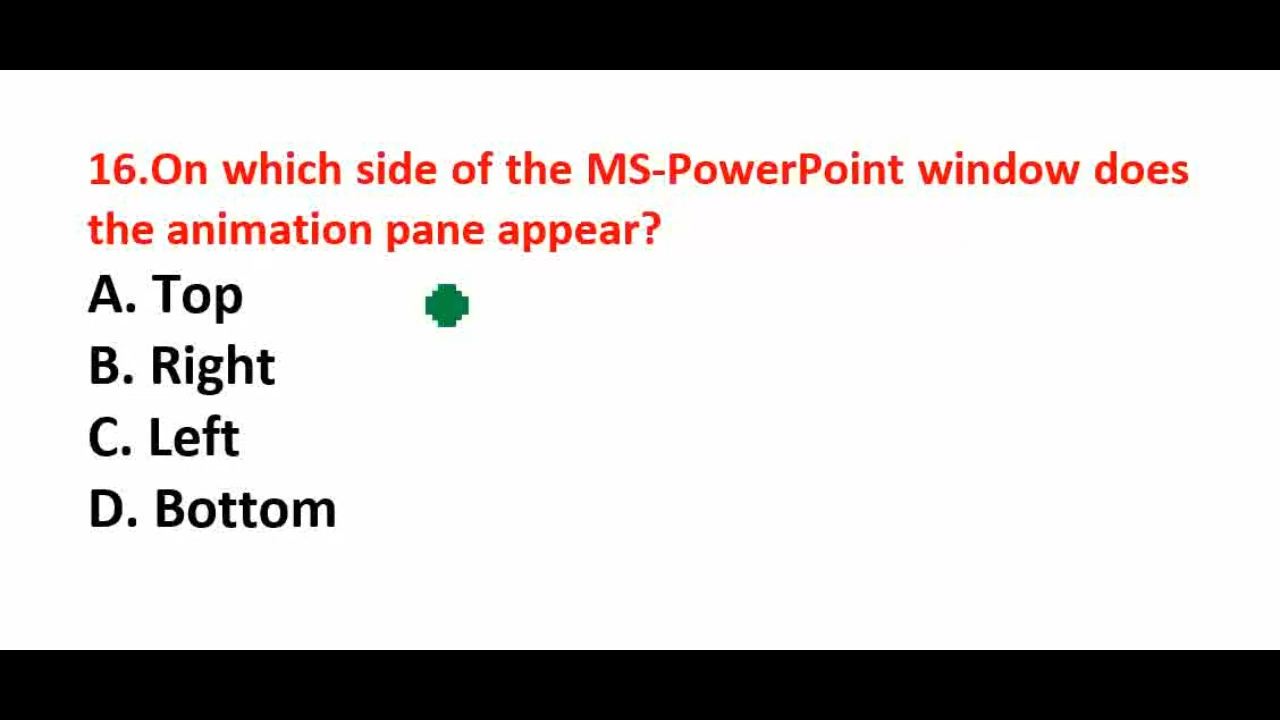 16.On which side of the MS-PowerPoint window does
the animation pane appear?
A. Top
B. Right
C. Left
D. Bottom